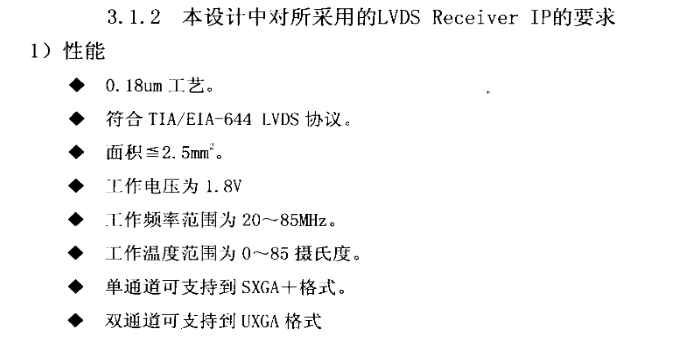 3.1.2 本设计中对所采用的LVDS Receiver IP的要求
1）性能
◆ 0.18um 工艺。
◆ 符合 TIA/EIA-644 LVDS 协议。
◆ 面积≦2.5mm²。
◆ 工作电压为 1.8V
◆ 工作频率范围为 20～85MHz。
◆ 工作温度范围为 0～85 摄氏度。
◆ 单通道可支持到 SXGA＋格式。
◆ 双通道可支持到 UXGA 格式